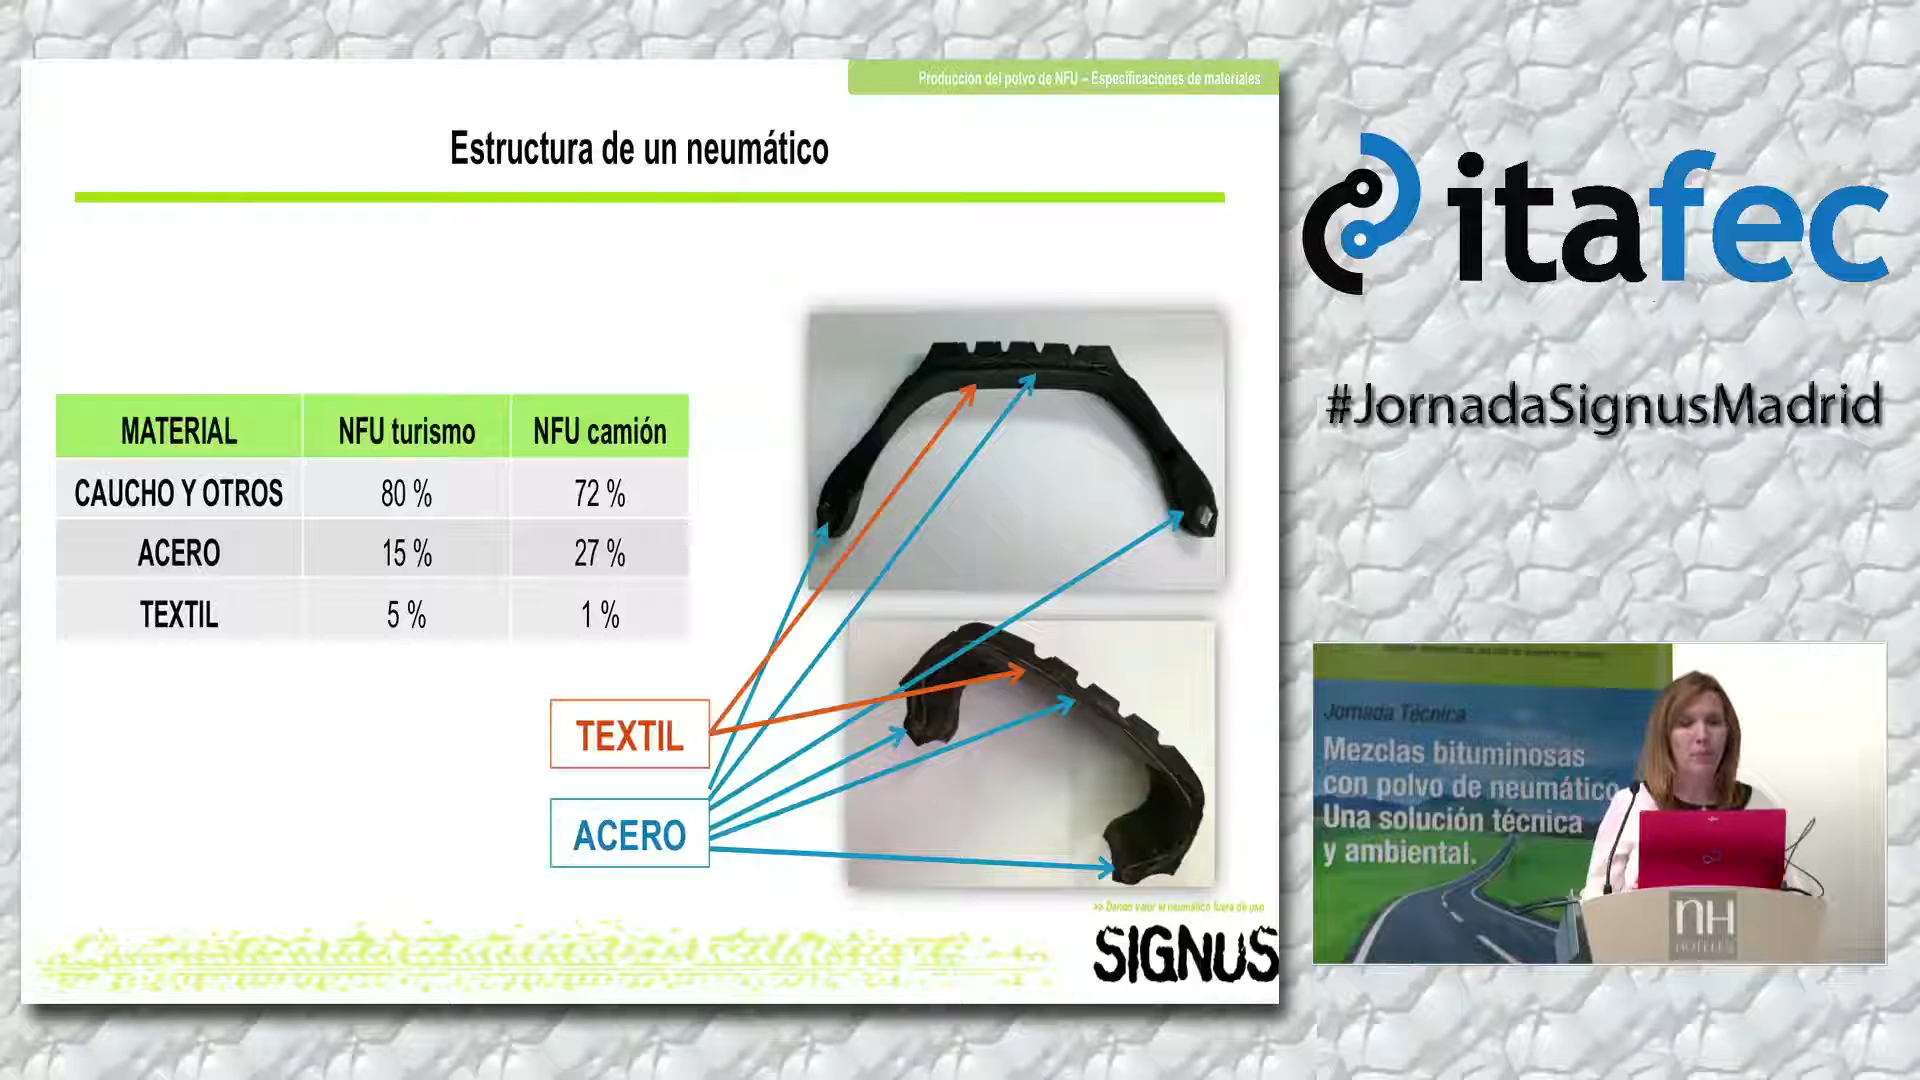 Producción del polvo de NFU – Especificaciones de materiales
Estructura de un neumático
MATERIAL NFU turismo NFU camión
CAUCHO Y OTROS 80 % 72 %
ACERO 15 % 27 %
TEXTIL 5 % 1 %
TEXTIL
ACERO
>> Dando valor al neumático fuera de uso
SIGNUS
itafec
#JornadaSignusMadrid
Jornada Técnica
Mezclas bituminosas
con polvo de neumático
Una solución técnica
y ambiental.
nH
HOTELES